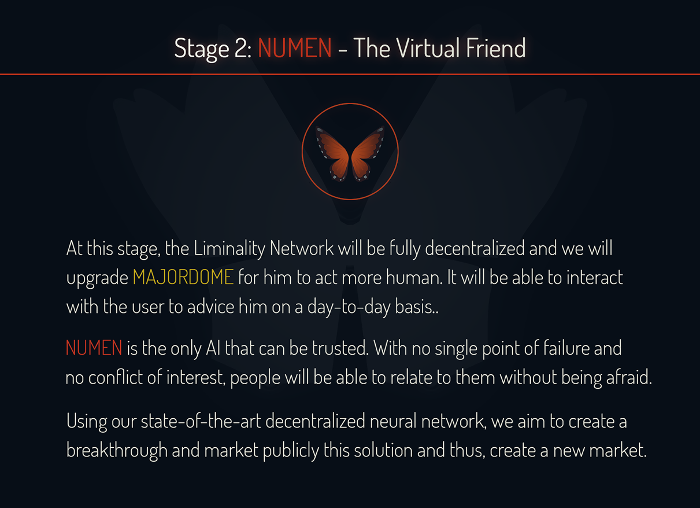 Stage 2: NUMEN - The Virtual Friend
At this stage, the Liminality Network will be fully decentralized and we will
upgrade MAJORDOME for him to act more human. It will be able to interact
with the user to advice him on a day-to-day basis..
NUMEN is the only AI that can be trusted. With no single point of failure and
no conflict of interest, people will be able to relate to them without being afraid.
Using our state-of-the-art decentralized neural network, we aim to create a
breakthrough and market publicly this solution and thus, create a new market.